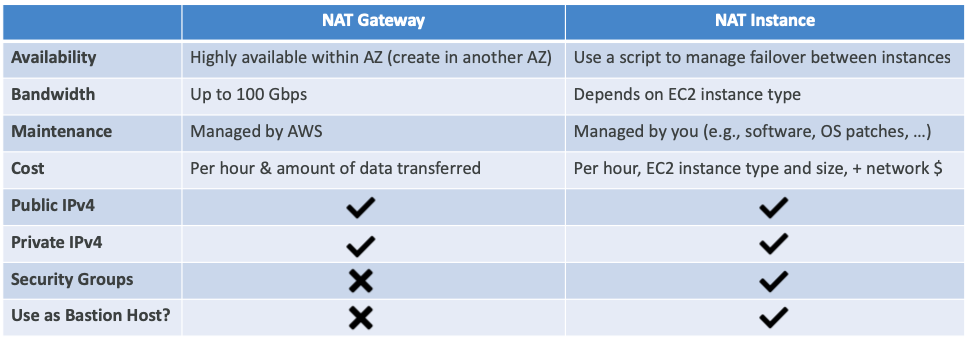 NAT Gateway NAT Instance
Availability Highly available within AZ (create in another AZ) Use a script to manage failover between instances
Bandwidth Up to 100 Gbps Depends on EC2 instance type
Maintenance Managed by AWS Managed by you (e.g., software, OS patches, …)
Cost Per hour & amount of data transferred Per hour, EC2 instance type and size, + network $
Public IPv4 ✔ ✔
Private IPv4 ✔ ✔
Security Groups ✖ ✔
Use as Bastion Host? ✖ ✔